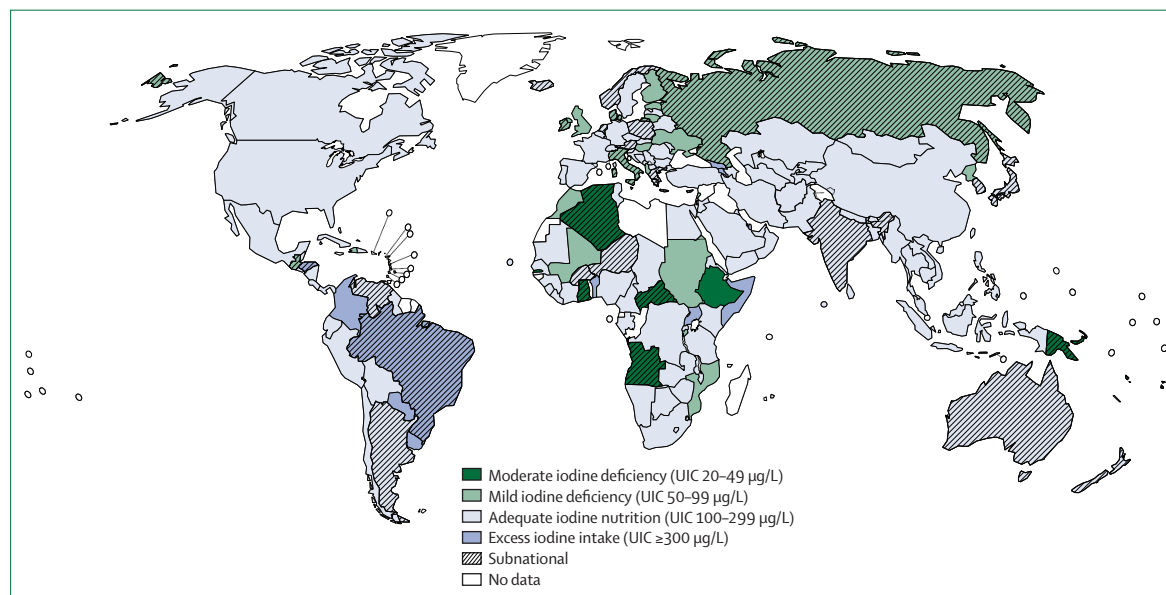 Moderate iodine deficiency (UIC 20–49 µg/L)
Mild iodine deficiency (UIC 50–99 µg/L)
Adequate iodine nutrition (UIC 100–299 µg/L)
Excess iodine intake (UIC ≥300 µg/L)
Subnational
No data